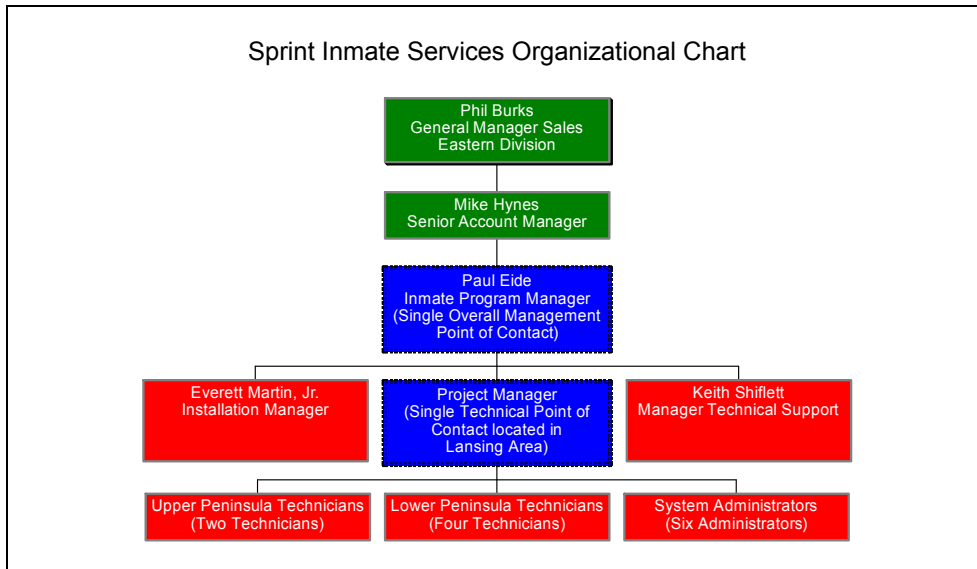 Sprint Inmate Services Organizational Chart
Phil Burks
General Manager Sales
Eastern Division
Mike Hynes
Senior Account Manager
Paul Eide
Inmate Program Manager
(Single Overall Management
Point of Contact)
Everett Martin, Jr.
Installation Manager
Project Manager
(Single Technical Point of
Contact located in
Lansing Area)
Keith Shiflett
Manager Technical Support
Upper Peninsula Technicians
(Two Technicians)
Lower Peninsula Technicians
(Four Technicians)
System Administrators
(Six Administrators)